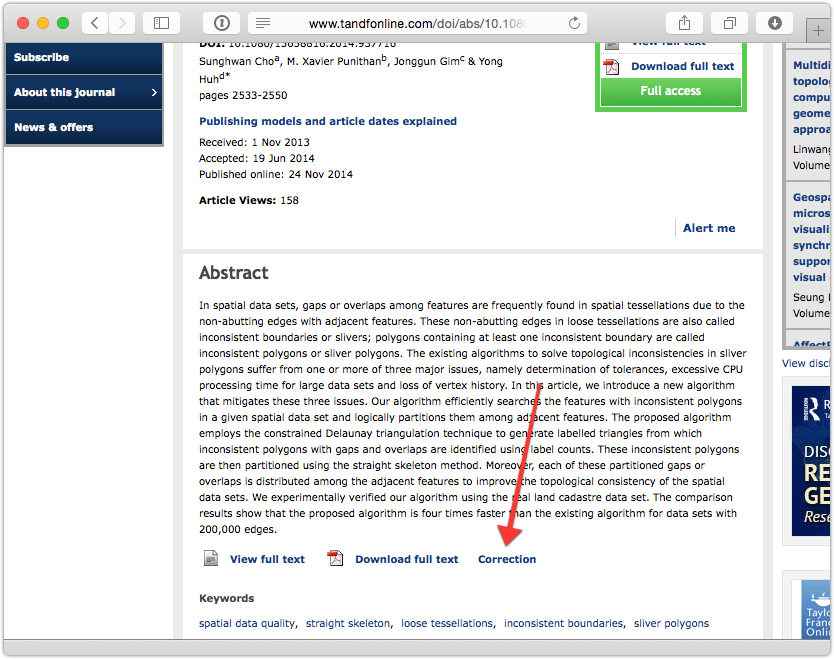 www.tandfonline.com/doi/abs/10.108
Subscribe
About this journal
News & offers
DOI: 10.1080/13658816.2014.937716
Sunghwan Choa, M. Xavier Punithanb, Jonggun Gimc & Yong
Huhd*
pages 2533-2550
Publishing models and article dates explained
Received: 1 Nov 2013
Accepted: 19 Jun 2014
Published online: 24 Nov 2014
Article Views: 158
View full text
Download full text
Full access
Alert me
Abstract
In spatial data sets, gaps or overlaps among features are frequently found in spatial tessellations due to the
non-abutting edges with adjacent features. These non-abutting edges in loose tessellations are also called
inconsistent boundaries or slivers; polygons containing at least one inconsistent boundary are called
inconsistent polygons or sliver polygons. The existing algorithms to solve topological inconsistencies in sliver
polygons suffer from one or more of three major issues, namely determination of tolerances, excessive CPU
processing time for large data sets and loss of vertex history. In this article, we introduce a new algorithm
that mitigates these three issues. Our algorithm efficiently searches the features with inconsistent polygons
in a given spatial data set and logically partitions them among adjacent features. The proposed algorithm
employs the constrained Delaunay triangulation technique to generate labelled triangles from which
inconsistent polygons with gaps and overlaps are identified using label counts. These inconsistent polygons
are then partitioned using the straight skeleton method. Moreover, each of these partitioned gaps or
overlaps is distributed among the adjacent features to improve the topological consistency of the spatial
data sets. We experimentally verified our algorithm using the real land cadastre data set. The comparison
results show that the proposed algorithm is four times faster than the existing algorithm for data sets with
200,000 edges.
View full text
Download full text
Correction
Keywords
spatial data quality, straight skeleton, loose tessellations, inconsistent boundaries, sliver polygons
Multidi
topolo
compu
geome
approa
Linwang
Volume
Geospa
micros
visuali
synchr
suppor
visual
Seung
Volume
AffectR
View discl
R
DISC
RE
GE
Rese
Taylo
Franc
Onlin